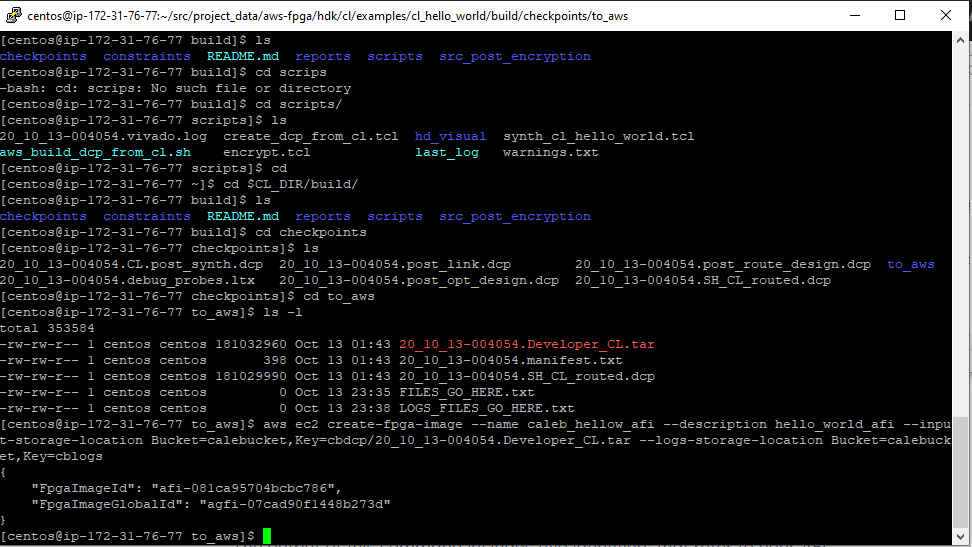 centos@ip-172-31-76-77:~/src/project_data/aws-fpga/hdk/cl/examples/cl_hello_world/build/checkpoints/to_aws
[centos@ip-172-31-76-77 build]$ ls
checkpoints  constraints  README.md  reports  scripts  src_post_encryption
[centos@ip-172-31-76-77 build]$ cd scrips
-bash: cd: scrips: No such file or directory
[centos@ip-172-31-76-77 build]$ cd scripts/
[centos@ip-172-31-76-77 scripts]$ ls
20_10_13-004054.vivado.log  create_dcp_from_cl.tcl  hd_visual  synth_cl_hello_world.tcl
aws_build_dcp_from_cl.sh    encrypt.tcl             last_log   warnings.txt
[centos@ip-172-31-76-77 scripts]$ cd
[centos@ip-172-31-76-77 ~]$ cd $CL_DIR/build/
[centos@ip-172-31-76-77 build]$ ls
checkpoints  constraints  README.md  reports  scripts  src_post_encryption
[centos@ip-172-31-76-77 build]$ cd checkpoints
[centos@ip-172-31-76-77 checkpoints]$ ls
20_10_13-004054.CL.post_synth.dcp  20_10_13-004054.post_link.dcp        20_10_13-004054.post_route_design.dcp  to_aws
20_10_13-004054.debug_probes.ltx   20_10_13-004054.post_opt_design.dcp  20_10_13-004054.SH_CL_routed.dcp
[centos@ip-172-31-76-77 checkpoints]$ cd to_aws
[centos@ip-172-31-76-77 to_aws]$ ls -l
total 353584
-rw-rw-r-- 1 centos centos 181032960 Oct 13 01:43 20_10_13-004054.Developer_CL.tar
-rw-rw-r-- 1 centos centos       398 Oct 13 01:43 20_10_13-004054.manifest.txt
-rw-rw-r-- 1 centos centos 181029990 Oct 13 01:43 20_10_13-004054.SH_CL_routed.dcp
-rw-rw-r-- 1 centos centos         0 Oct 13 23:35 FILES_GO_HERE.txt
-rw-rw-r-- 1 centos centos         0 Oct 13 23:38 LOGS_FILES_GO_HERE.txt
[centos@ip-172-31-76-77 to_aws]$ aws ec2 create-fpga-image --name caleb_hellow_afi --description hello_world_afi --inpu
t-storage-location Bucket=calebucket,Key=cbdcp/20_10_13-004054.Developer_CL.tar --logs-storage-location Bucket=calebuck
et,Key=cblogs
{
    "FpgaImageId": "afi-081ca95704bcbc786",
    "FpgaImageGlobalId": "agfi-07cad90f1448b273d"
}
[centos@ip-172-31-76-77 to_aws]$